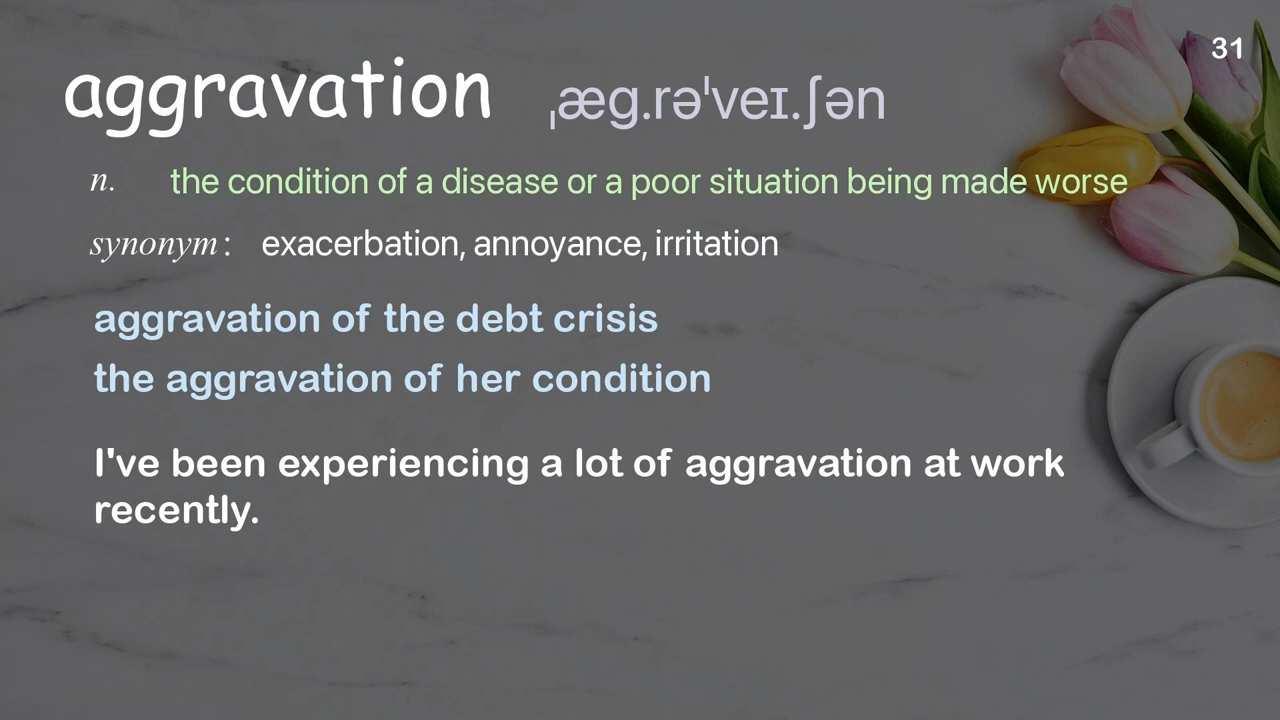 31
aggravation ˌæɡ.rəˈveɪ.ʃən
n. the condition of a disease or a poor situation being made worse
synonym: exacerbation, annoyance, irritation
aggravation of the debt crisis
the aggravation of her condition
I've been experiencing a lot of aggravation at work
recently.